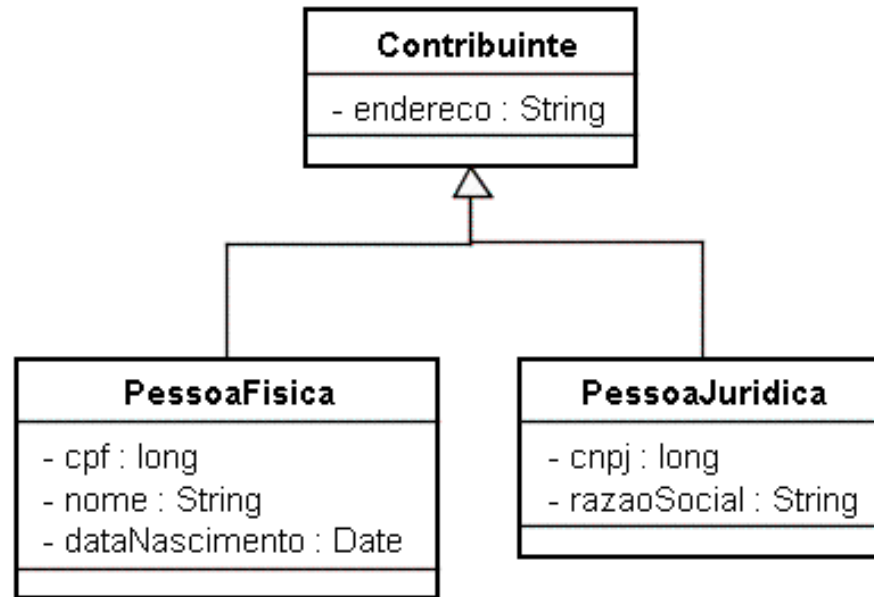 Contribuinte
- endereco : String
PessoaFisica
- cpf : long
- nome : String
- dataNascimento : Date
PessoaJuridica
- cnpj : long
- razaoSocial : String